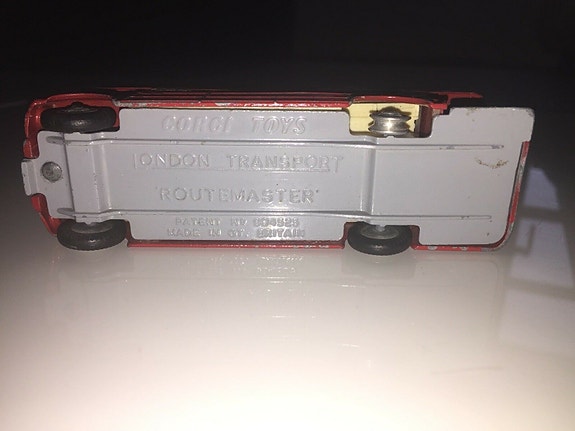 CORGI TOYS
LONDON TRANSPORT
'ROUTEMASTER'
PATENT Nº 904525
MADE IN GT. BRITAIN